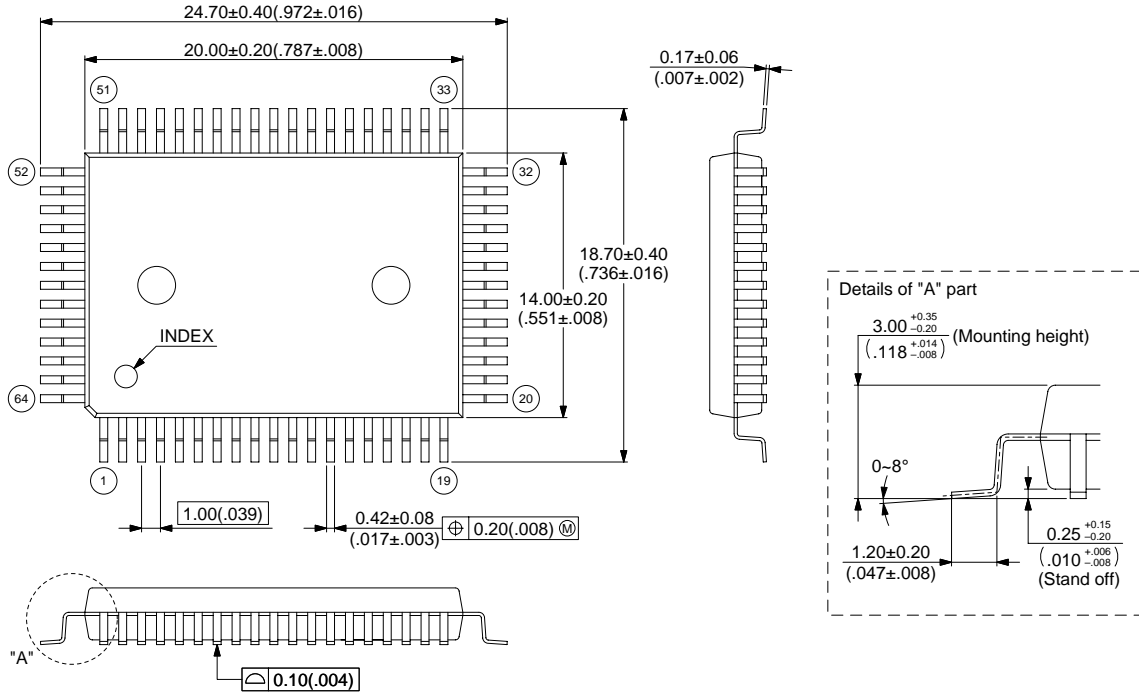 24.70±0.40(.972±.016)
20.00±0.20(.787±.008)
0.17±0.06
(.007±.002)
51
33
52
32
18.70±0.40
(.736±.016)
14.00±0.20
(.551±.008)
INDEX
64
20
1
19
1.00(.039)
0.42±0.08
(.017±.003)
⌖ 0.20(.008) Ⓜ
"A"
⌓ 0.10(.004)
Details of "A" part
3.00 +0.35 –0.20 (Mounting height)
(.118 +.014 –.008)
0~8°
1.20±0.20
(.047±.008)
0.25 +0.15 –0.20
(.010 +.006 –.008)
(Stand off)